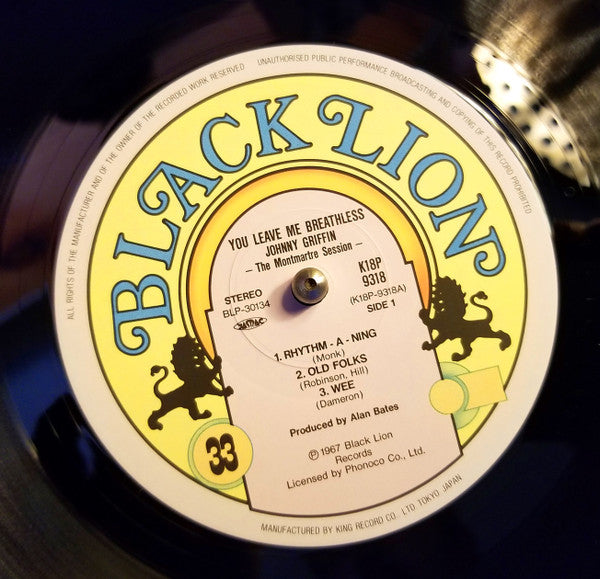 ALL RIGHTS OF THE MANUFACTURER AND OF THE OWNER OF THE RECORDED WORK RESERVED
UNAUTHORISED PUBLIC PERFORMANCE BROADCASTING AND COPYING OF THIS RECORD PROHIBITED
BLACK LION
YOU LEAVE ME BREATHLESS
JOHNNY GRIFFIN
– The Montmartre Session –
STEREO
BLP-30134
K18P
9318
(K18P-9318A)
SIDE 1
1. RHYTHM - A - NING
(Monk)
2. OLD FOLKS
(Robinson, Hill)
3. WEE
(Dameron)
Produced by Alan Bates
33
℗ 1967 Black Lion
Records
Licensed by Phonoco Co., Ltd.
MANUFACTURED BY KING RECORD CO. LTD TOKYO JAPAN